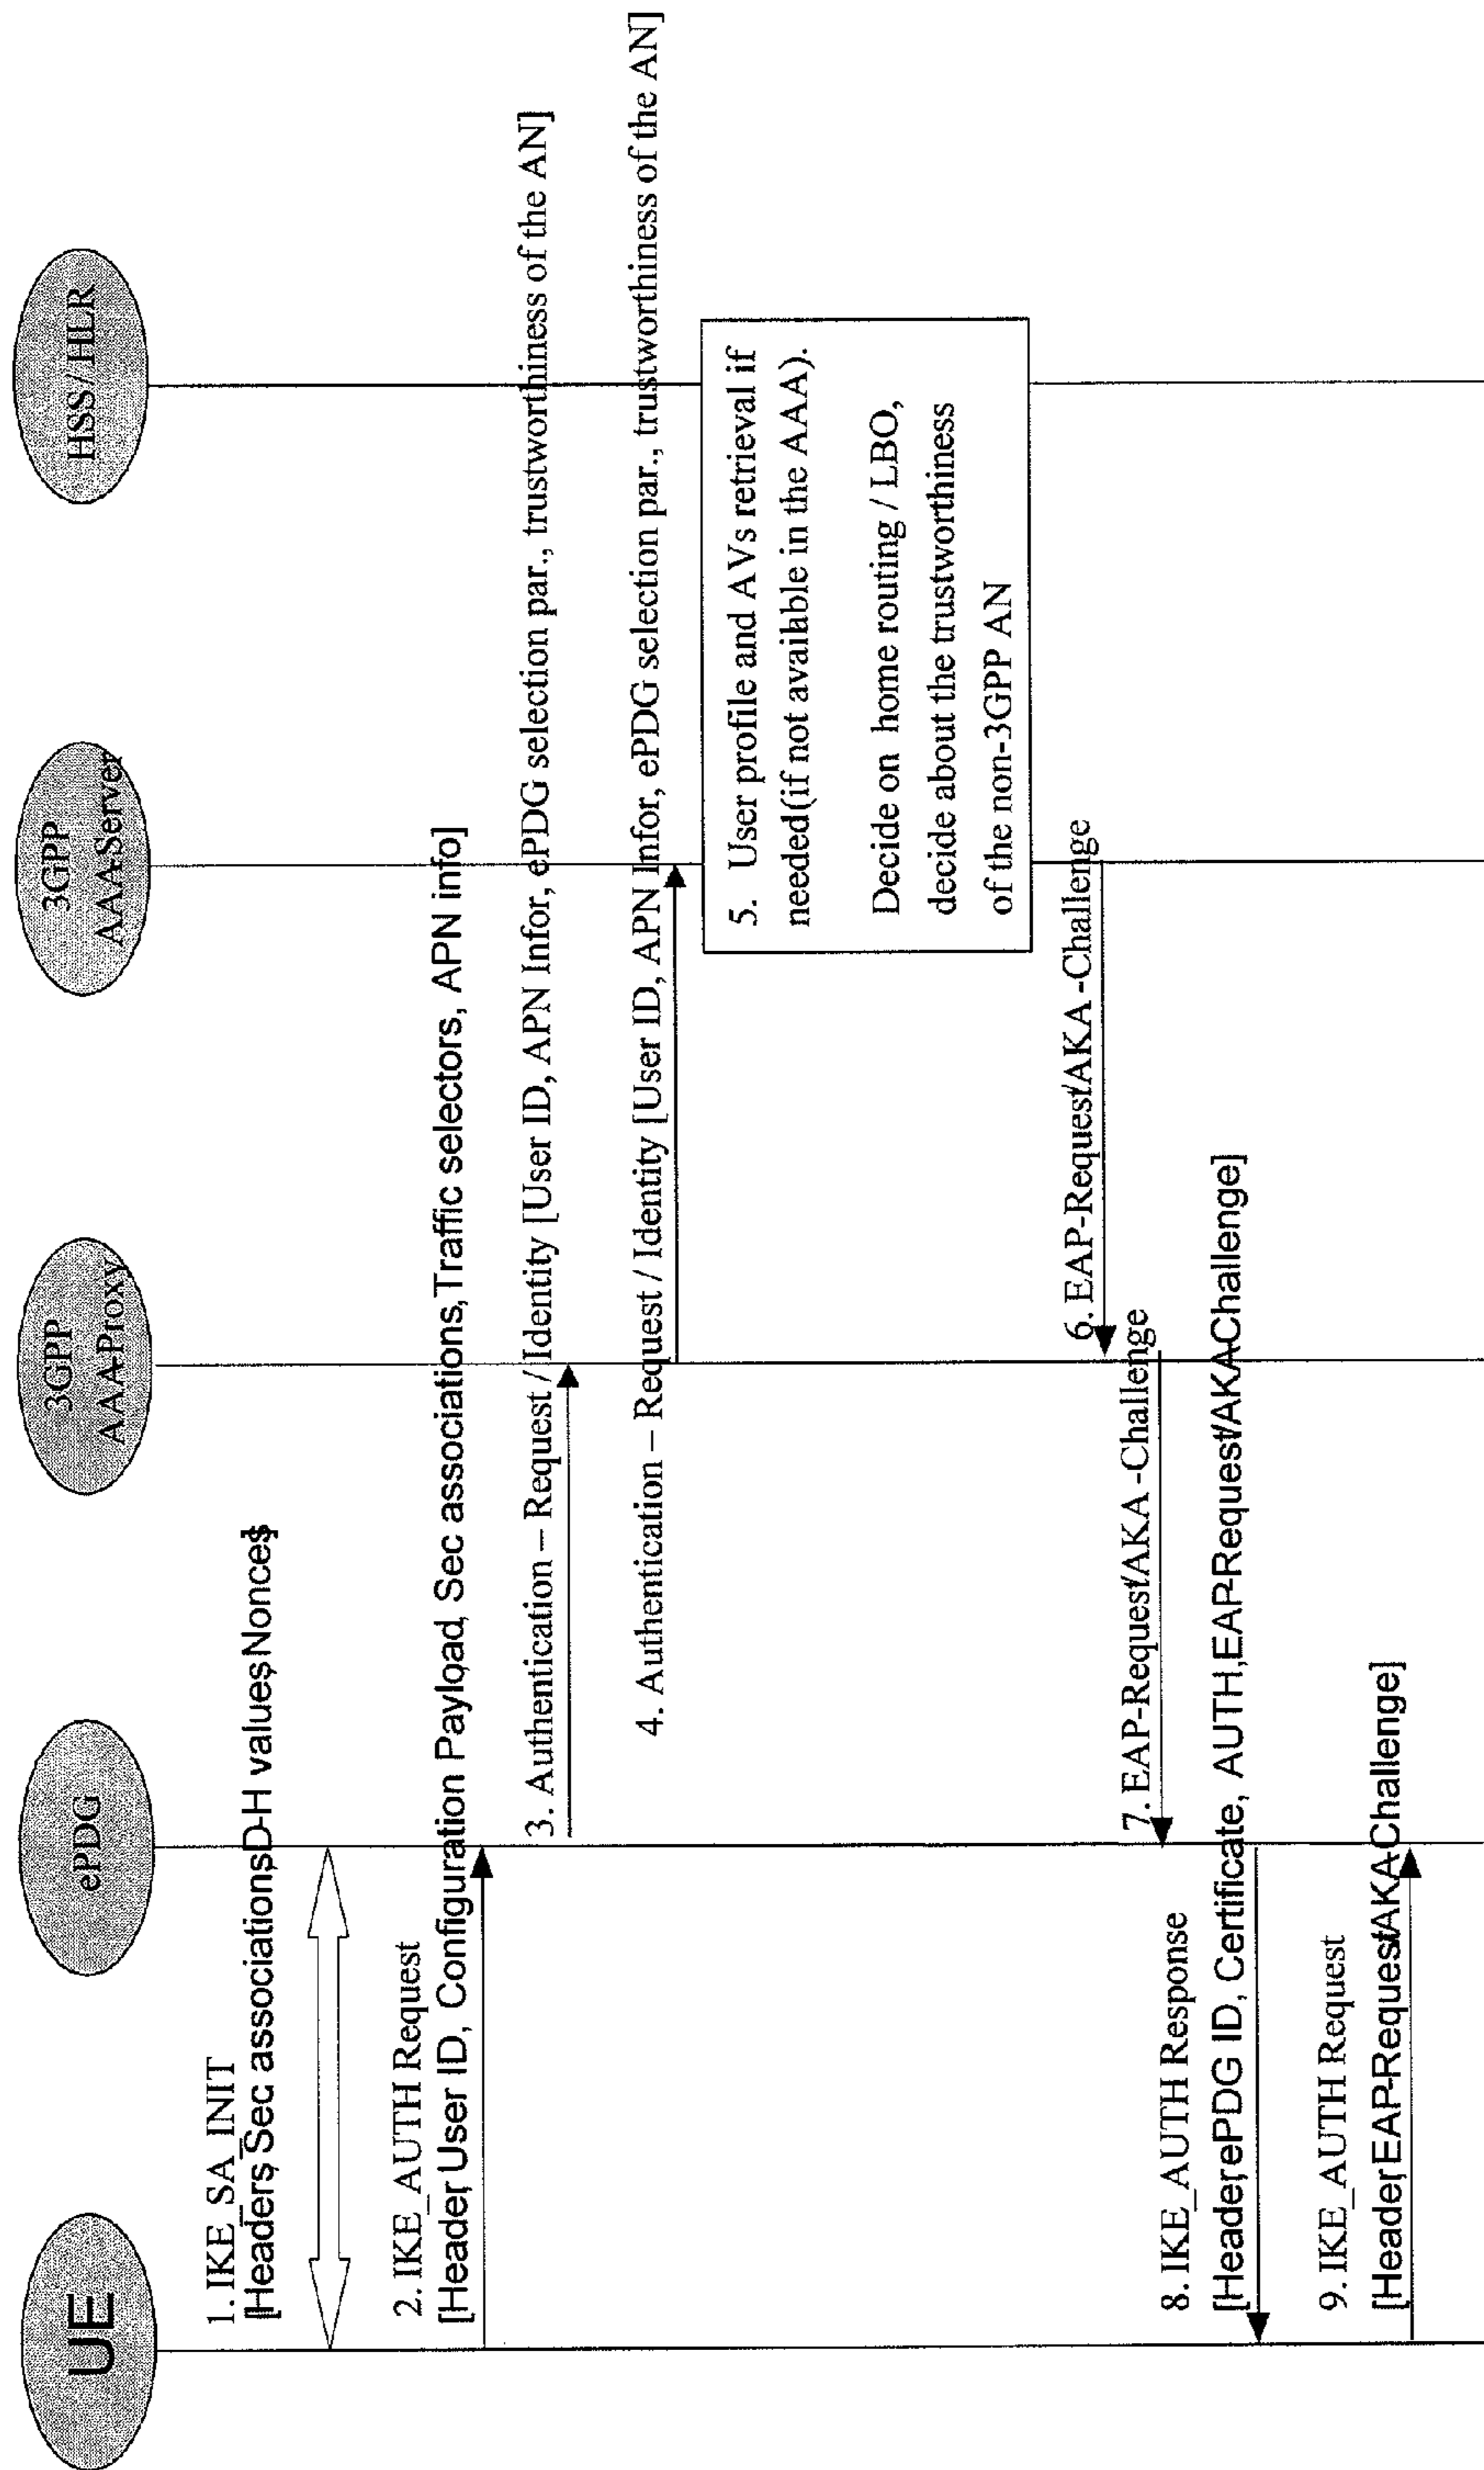 UE
ePDG
3GPP
AAA-Proxy
3GPP
AAA-Server
HSS / HLR
1. IKE_SA_INIT
[Headers, Sec associations, D-H values, Nonces]
2. IKE_AUTH Request
[Header, User ID, Configuration Payload, Sec associations, Traffic selectors, APN info]
3. Authentication – Request / Identity [User ID, APN Infor, ePDG selection par., trustworthiness of the AN]
4. Authentication – Request / Identity [User ID, APN Infor, ePDG selection par., trustworthiness of the AN]
5. User profile and AVs retrieval if
needed(if not available in the AAA).
Decide on home routing / LBO,
decide about the trustworthiness
of the non-3GPP AN
6. EAP-Request/AKA -Challenge
7. EAP-Request/AKA -Challenge
8. IKE_AUTH Response
[Header, ePDG ID, Certificate, AUTH, EAP-Request/AKA-Challenge]
9. IKE_AUTH Request
[Header, EAP-Request/AKA-Challenge]